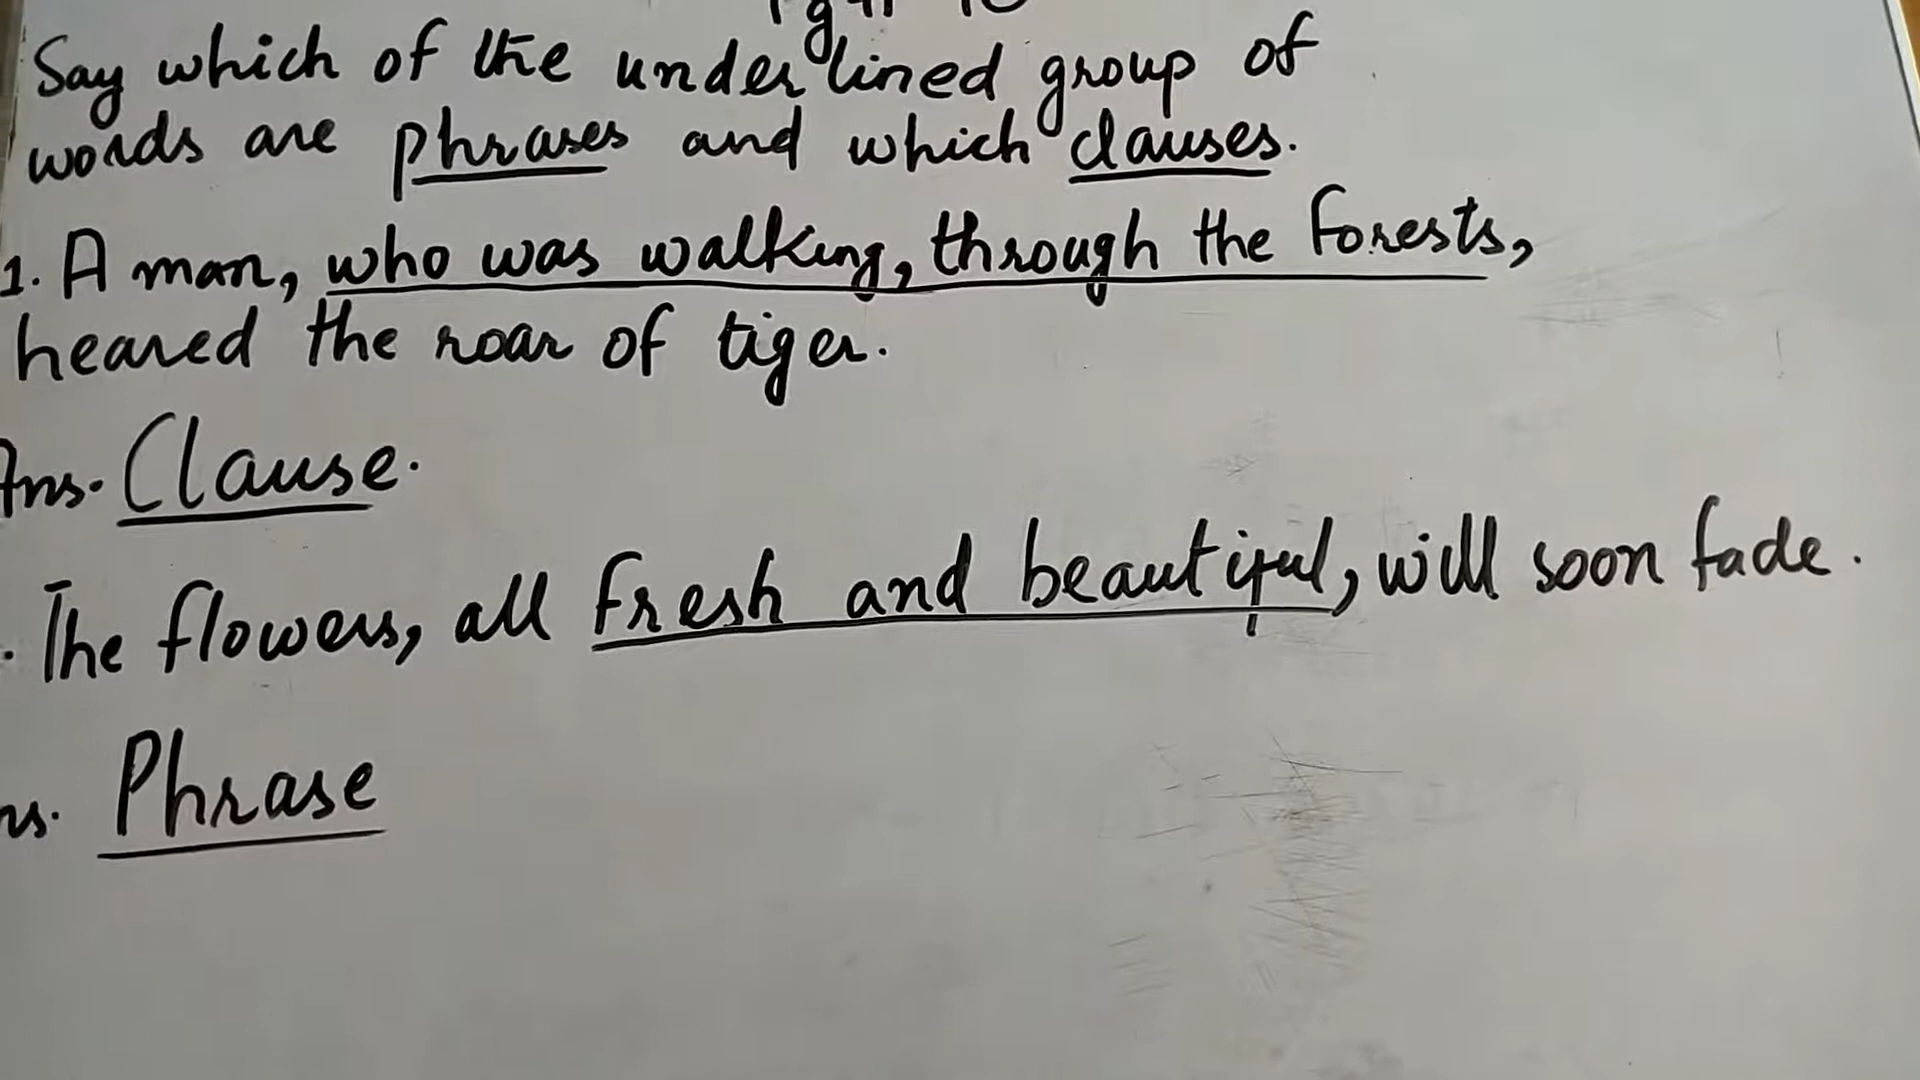 Say which of the underlined group of
words are phrases and which clauses.
1. A man, who was walking, through the forests,
heared the roar of tiger.
Ans. Clause.
. The flowers, all fresh and beautiful, will soon fade.
ns. Phrase